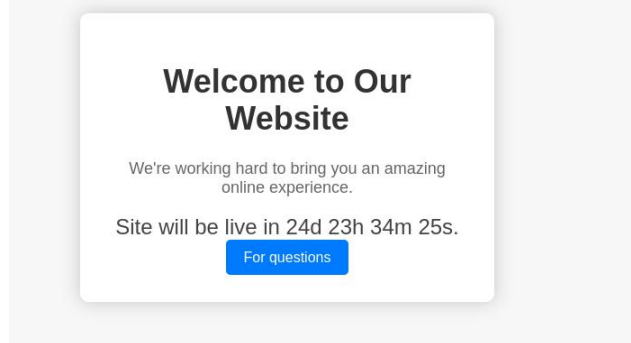 Welcome to Our
Website
We're working hard to bring you an amazing
online experience.
Site will be live in 24d 23h 34m 25s.
For questions